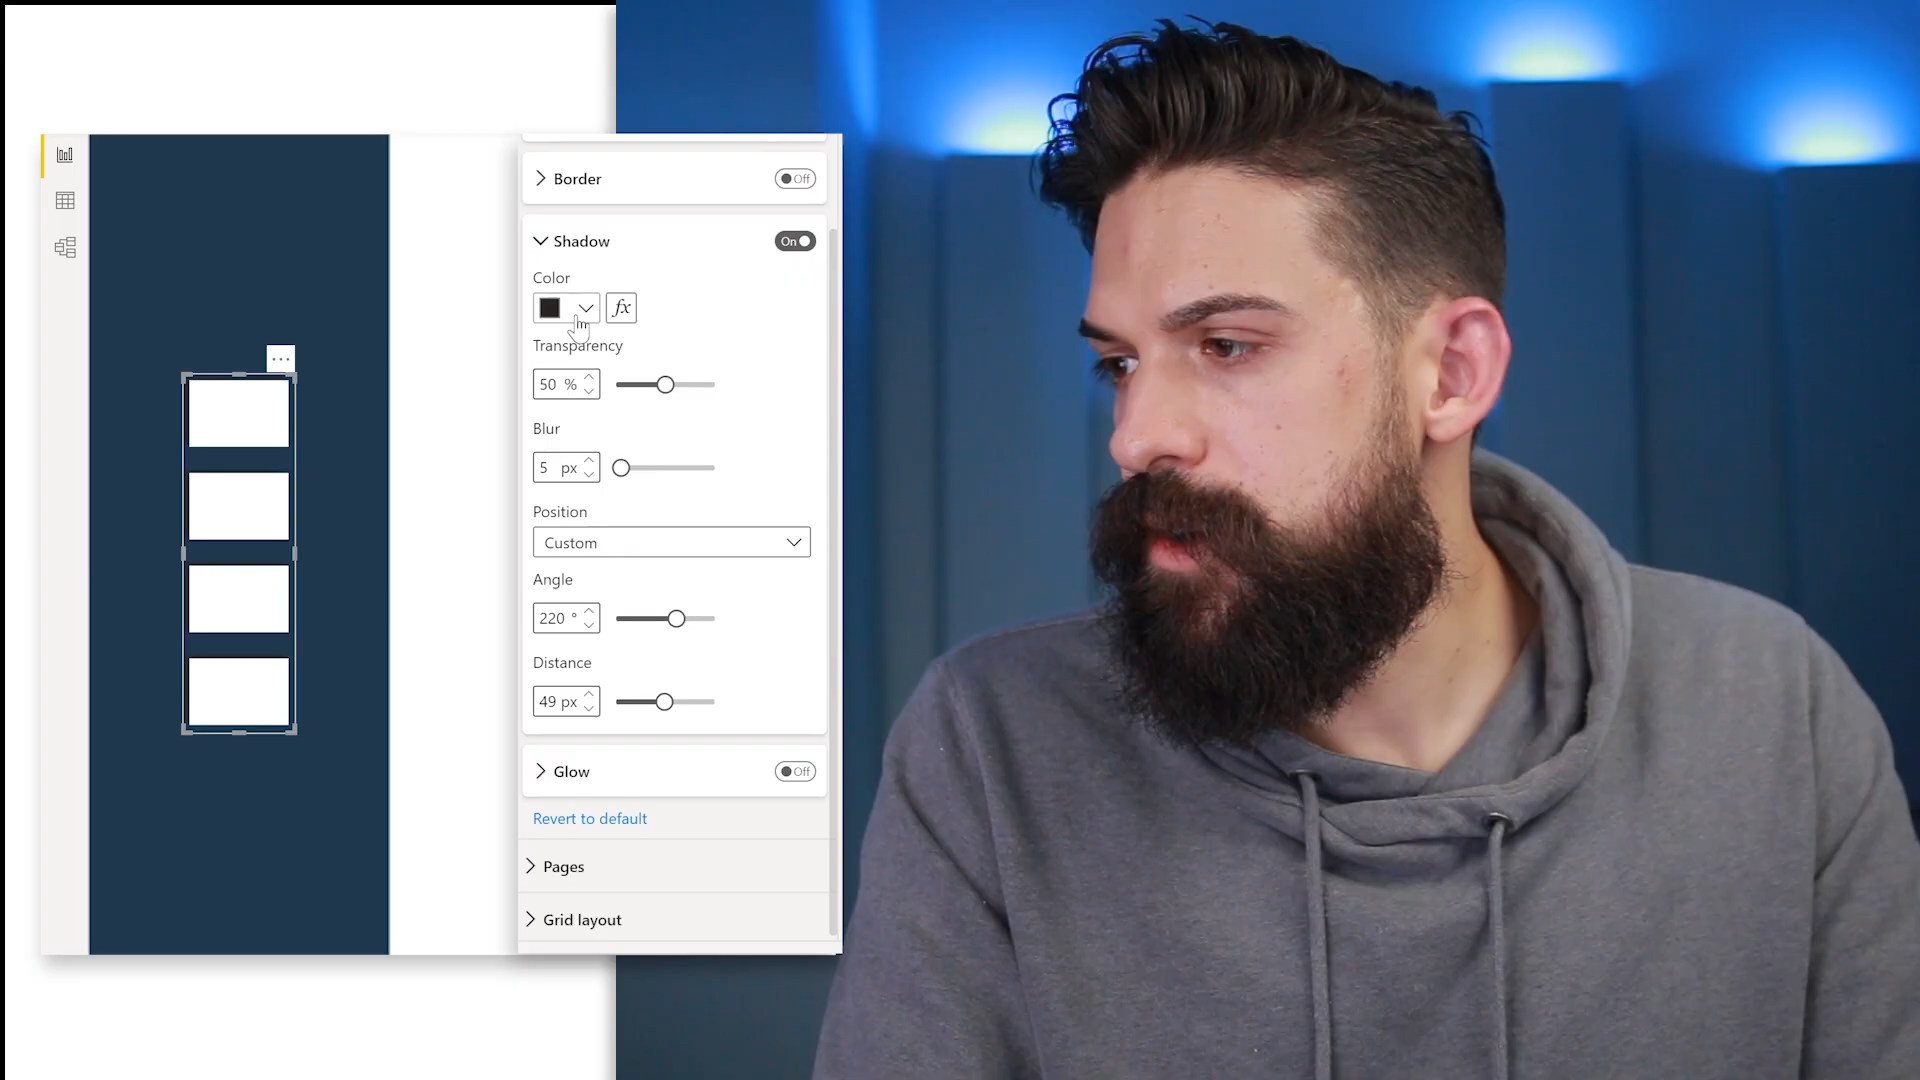 Border
Off
Shadow
On
Color
fx
Transparency
50 %
Blur
5 px
Position
Custom
Angle
220 °
Distance
49 px
Glow
Off
Revert to default
Pages
Grid layout